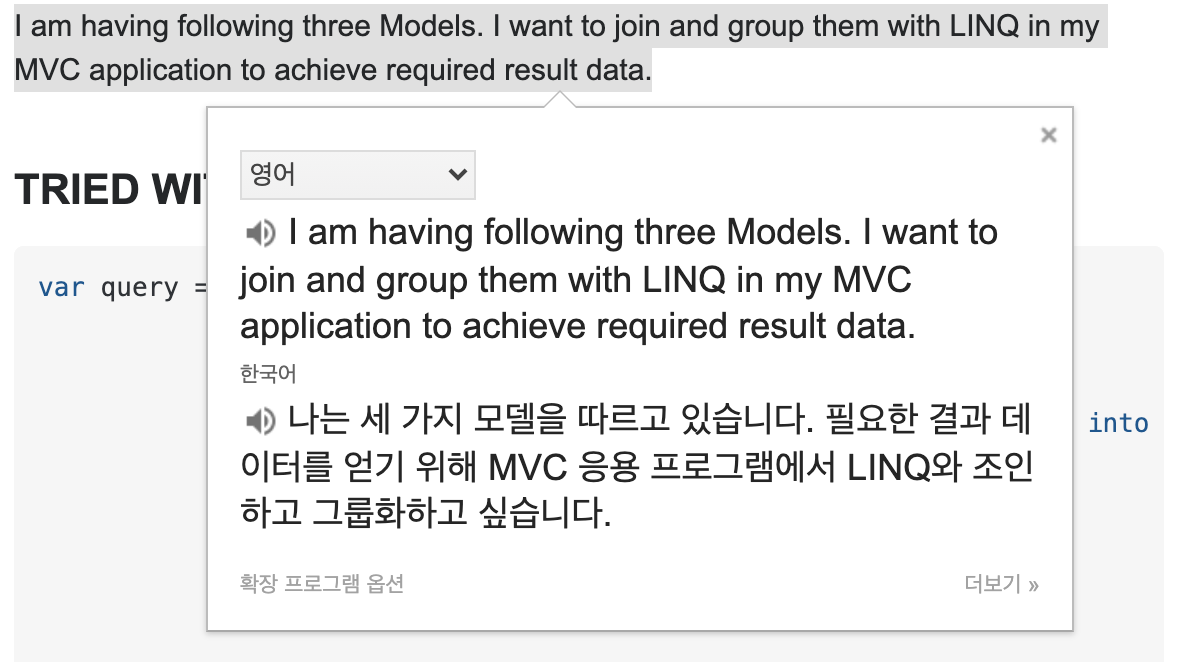 I am having following three Models. I want to join and group them with LINQ in my
MVC application to achieve required result data.
×
영어
TRIED WI
I am having following three Models. I want to
join and group them with LINQ in my MVC
application to achieve required result data.
var query =
한국어
나는 세 가지 모델을 따르고 있습니다. 필요한 결과 데
into
이터를 얻기 위해 MVC 응용 프로그램에서 LINQ와 조인
하고 그룹화하고 싶습니다.
확장 프로그램 옵션
더보기 »